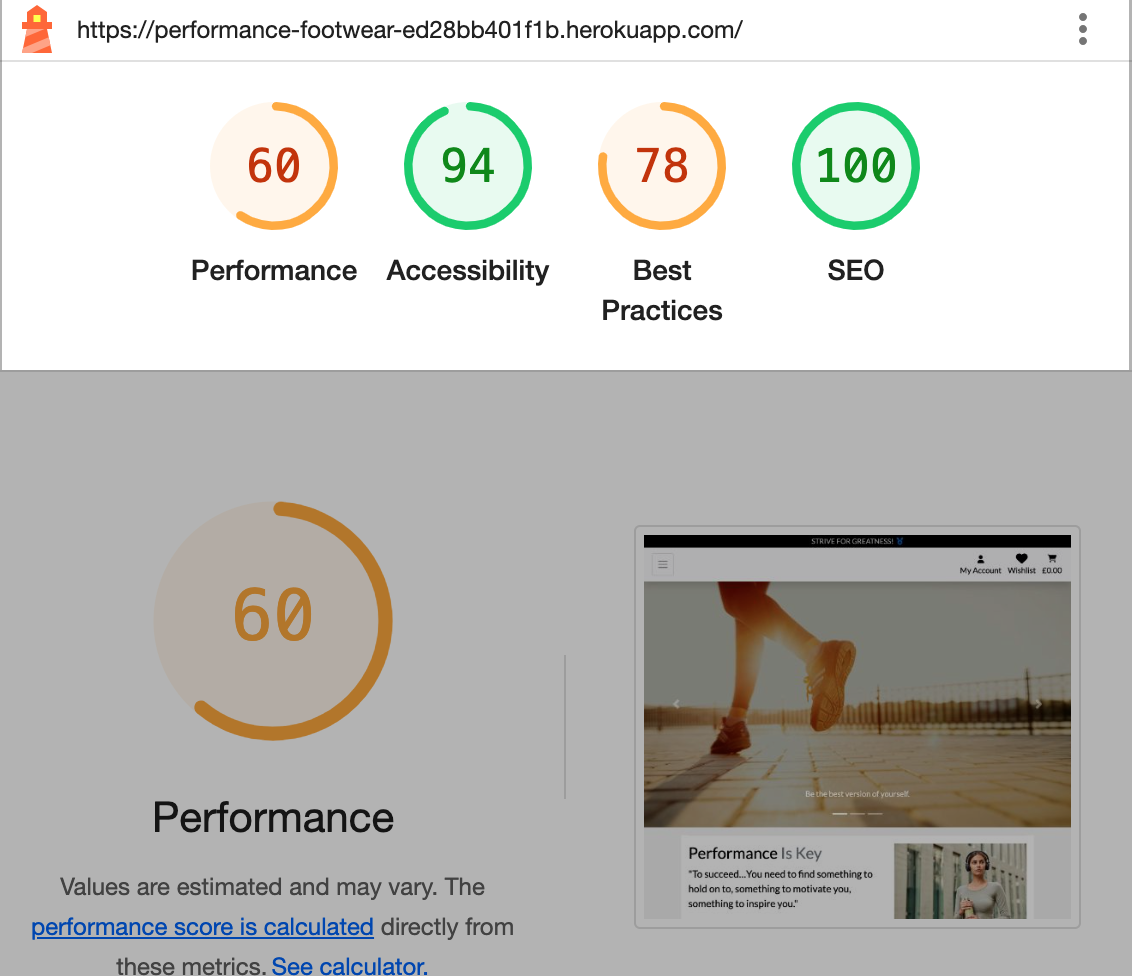 https://performance-footwear-ed28bb401f1b.herokuapp.com/
60
94
78
100
Performance
Accessibility
Best
Practices
SEO
60
Performance
Values are estimated and may vary. The
performance score is calculated directly from
these metrics. See calculator.
STRIVE FOR GREATNESS!
My Account
Wishlist
£0.00
Be the best version of yourself.
Performance Is Key
"To succeed...You need to find something to
hold on to, something to motivate you,
something to inspire you."